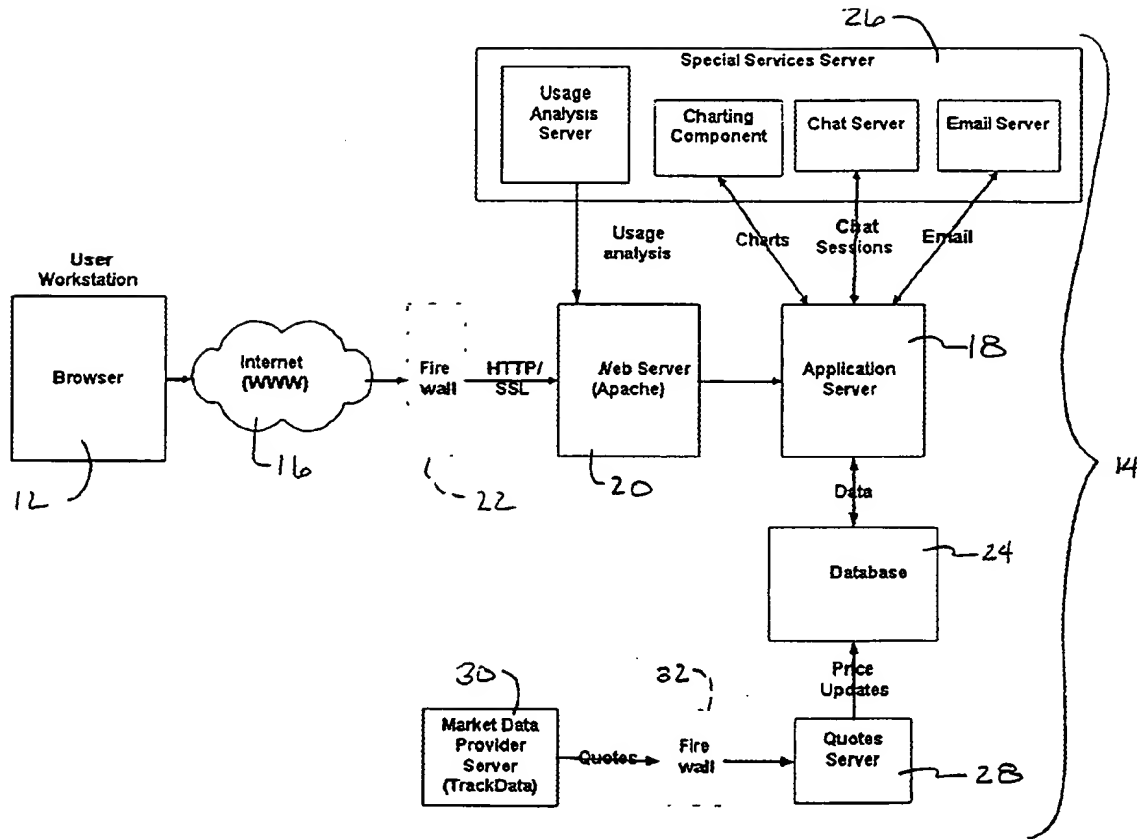 26
Special Services Server
Usage
Analysis
Server
Charting
Component
Chat Server
Email Server
Usage
analysis
Charts
Chat
Sessions
Email
User
Workstation
Browser
12
Internet
(WWW)
16
Fire
wall
22
HTTP/
SSL
Web Server
(Apache)
20
Application
Server
18
14
Data
Database
24
Price
Updates
30
Market Data
Provider
Server
(TrackData)
Quotes
32
Fire
wall
Quotes
Server
28